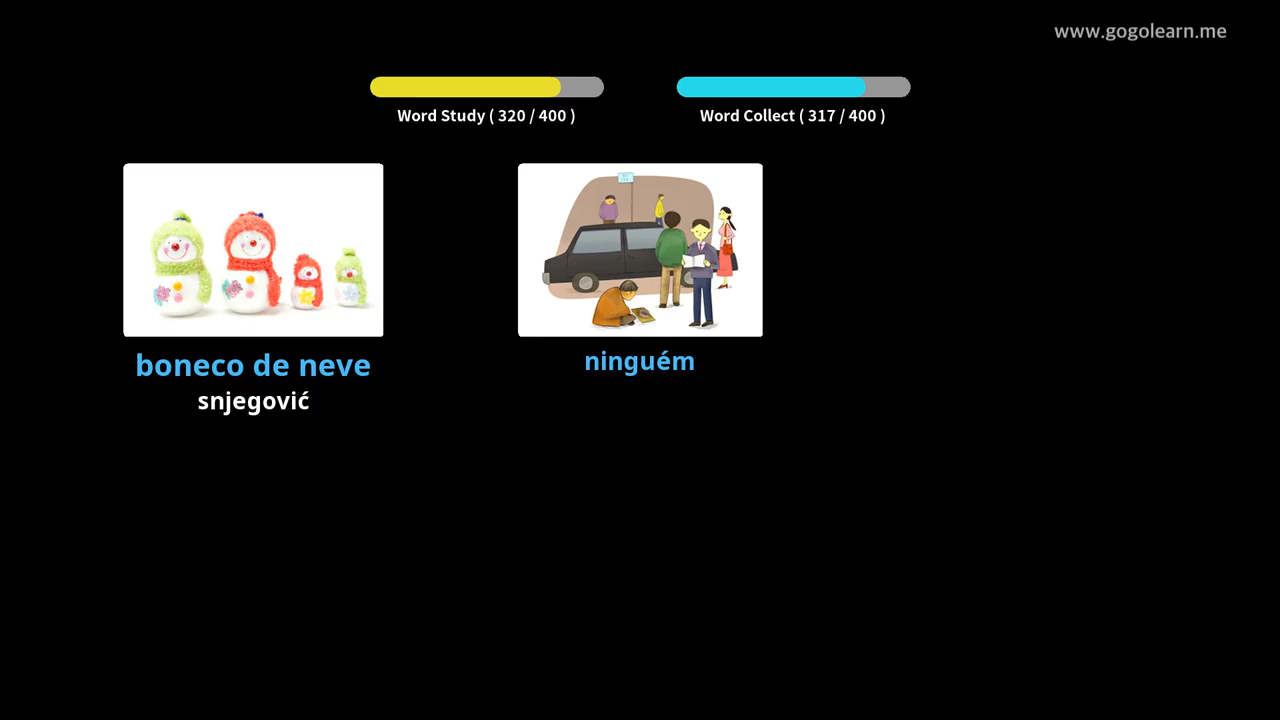 www.gogolearn.me
Word Study ( 320 / 400 )
Word Collect ( 317 / 400 )
boneco de neve
snjegović
ninguém